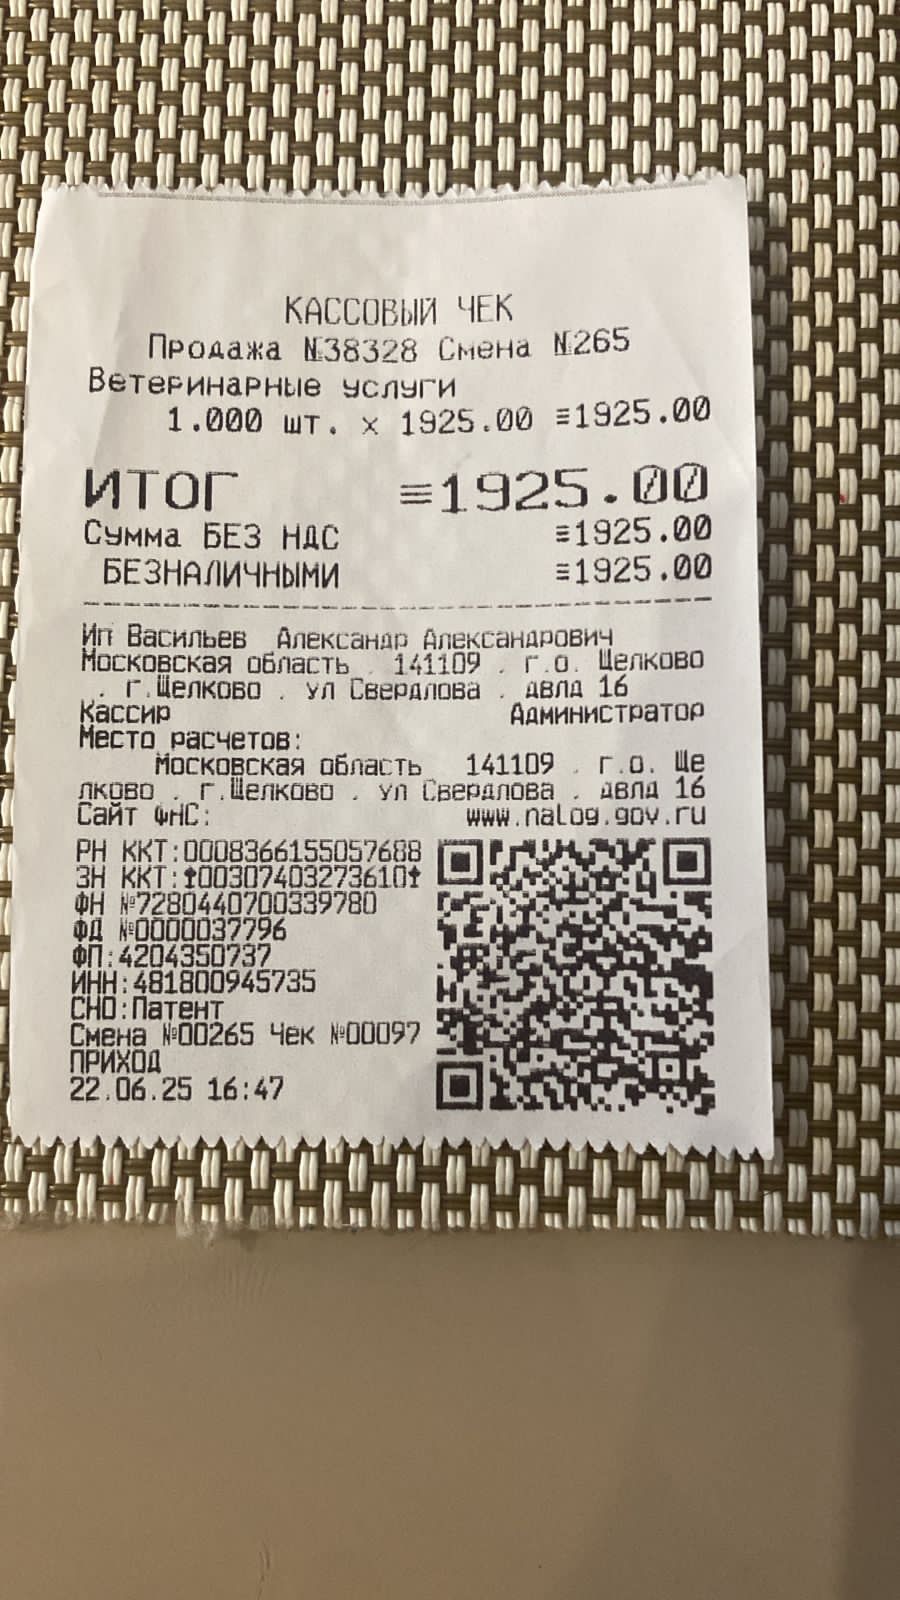 КАССОВЫЙ ЧЕК
Продажа №38328 Смена №265
Ветеринарные услуги
1.000 шт. x 1925.00 ≡1925.00
ИТОГ ≡1925.00
Сумма БЕЗ НДС ≡1925.00
БЕЗНАЛИЧНЫМИ ≡1925.00
Ип Васильев Александр Александрович
Московская область . 141109 . г.о. Щелково
. г.Щелково . ул Свердлова . двлд 16
Кассир Администратор
Место расчетов:
Московская область 141109 . г.о. Ще
лково . г.Щелково . ул Свердлова . двлд 16
Сайт ФНС: www.nalog.gov.ru
РН ККТ:0008366155057688
ЗН ККТ:↕00307403273610↕
ФН №7280440700339780
ФД №0000037796
ФП:4204350737
ИНН:481800945735
СНО:Патент
Смена №00265 Чек №00097
ПРИХОД
22.06.25 16:47